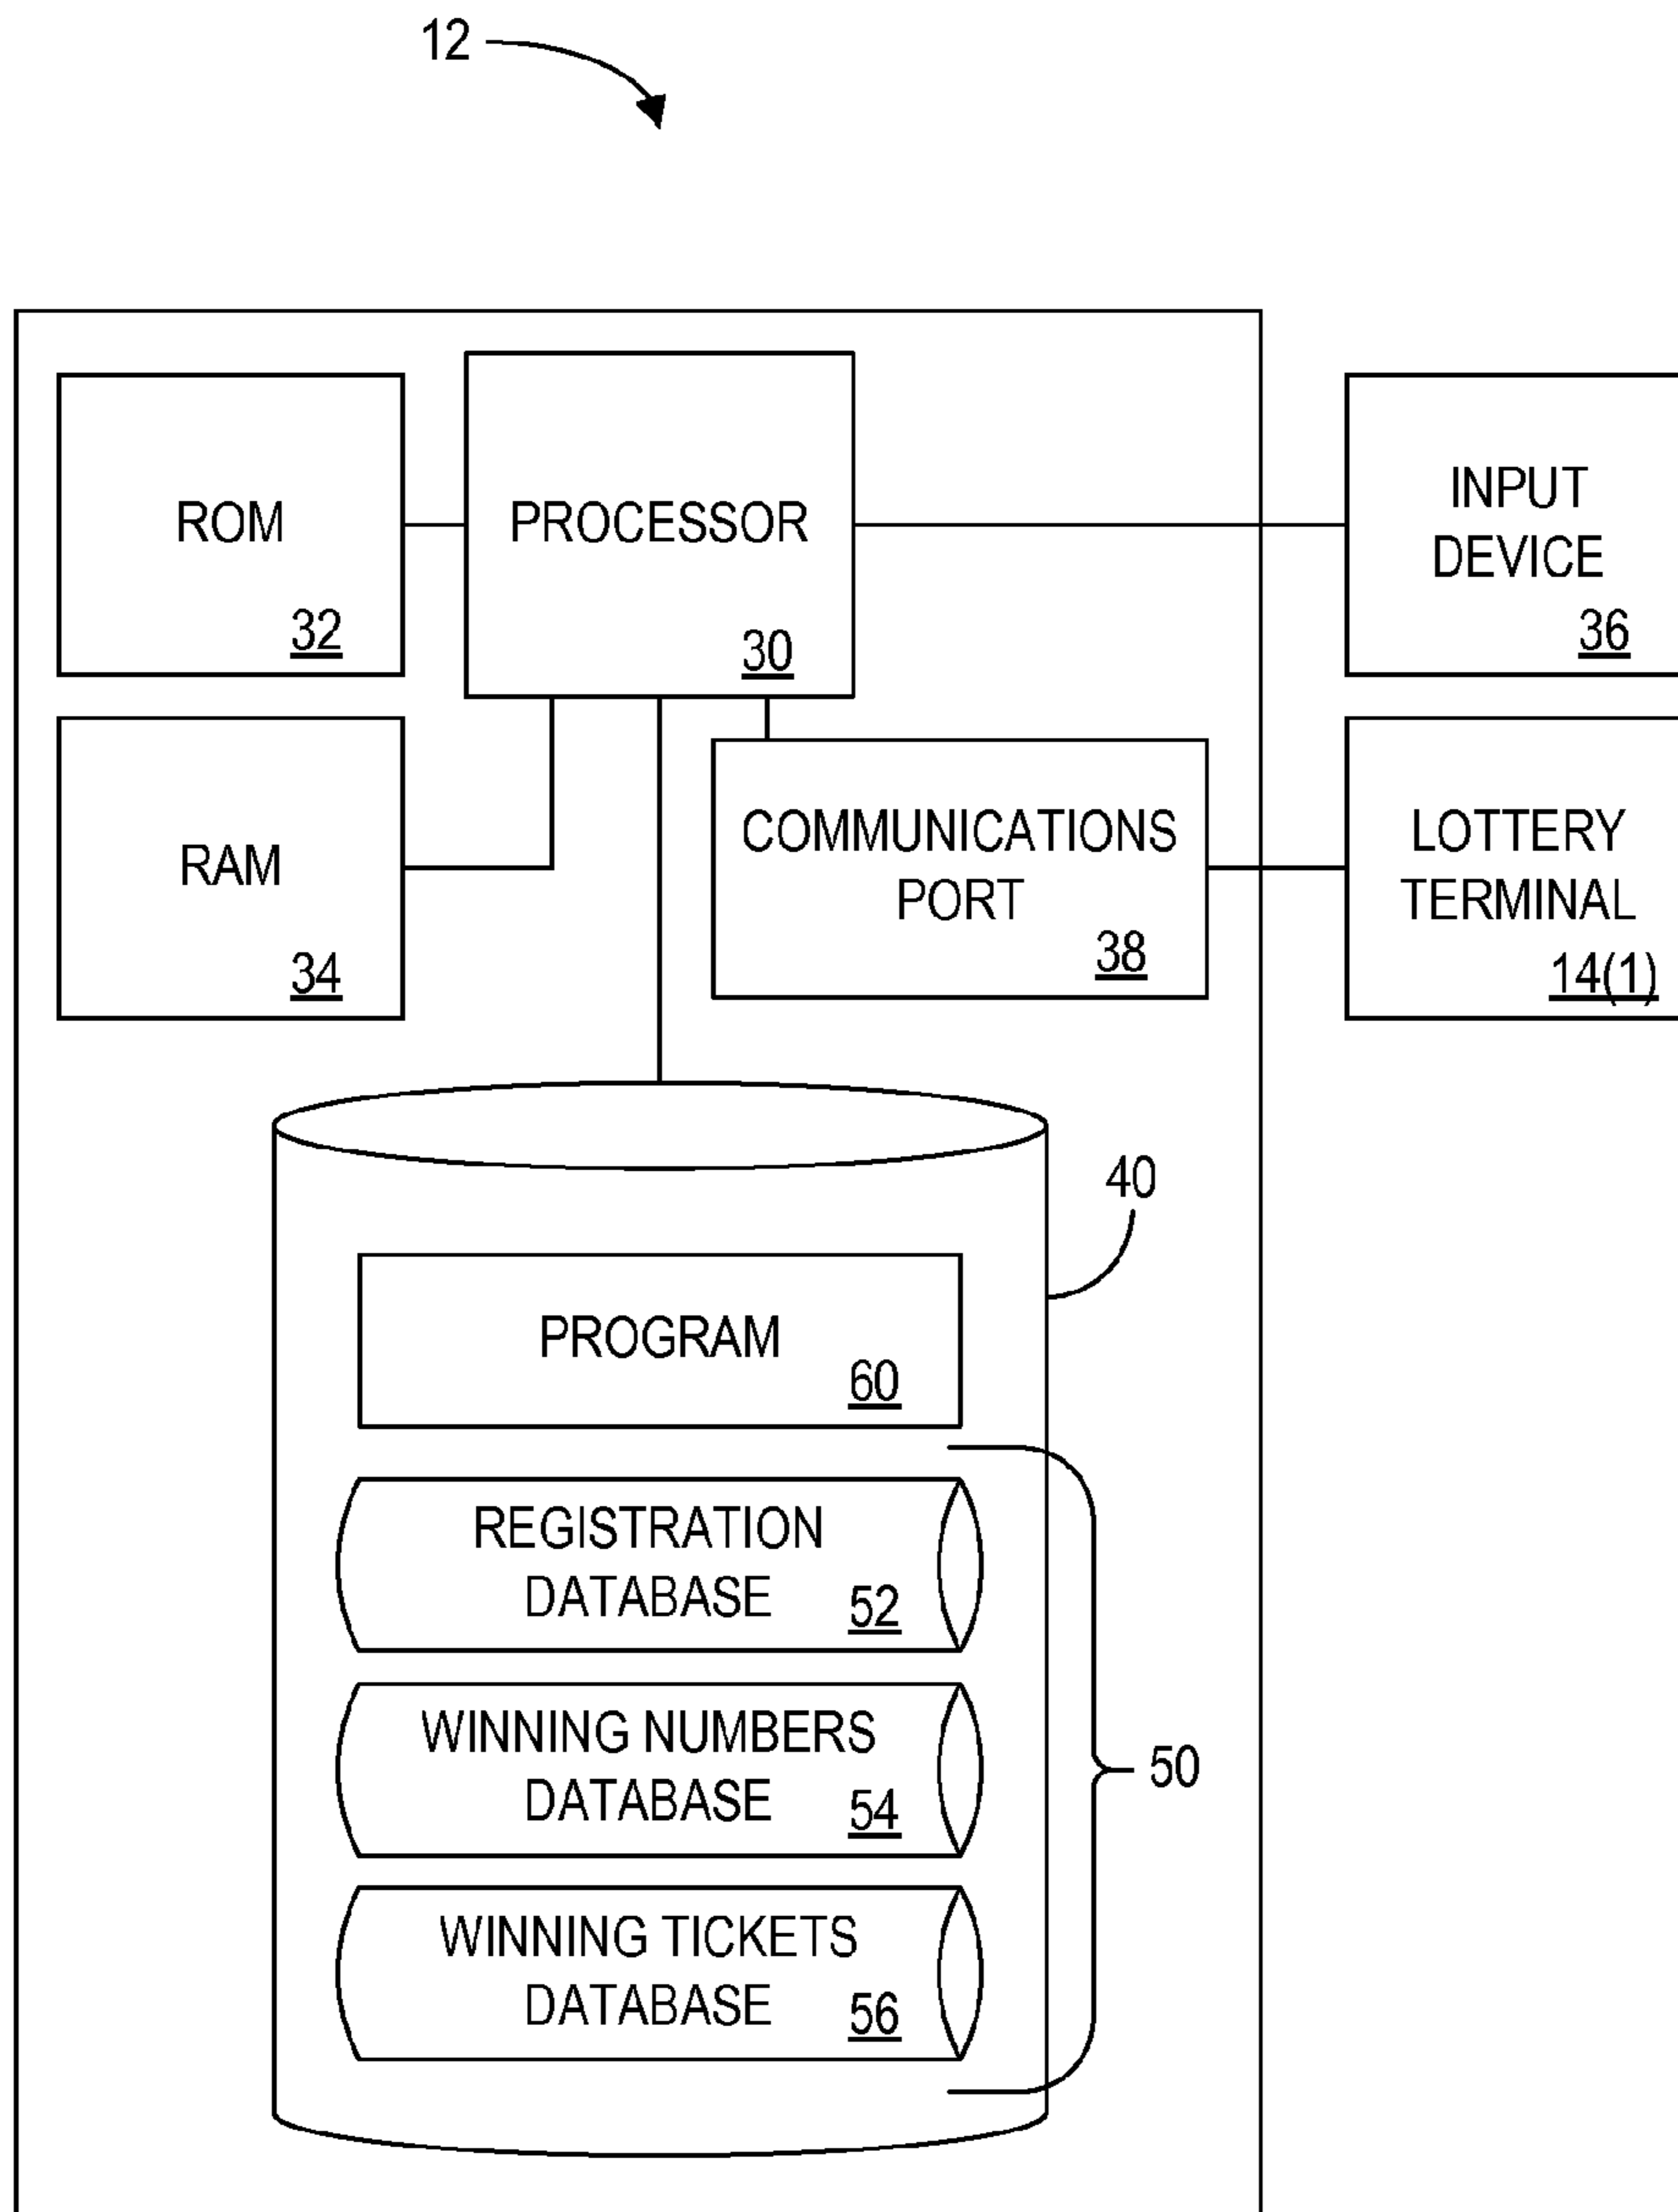 12
ROM
32
PROCESSOR
30
INPUT
DEVICE
36
RAM
34
COMMUNICATIONS
PORT
38
LOTTERY
TERMINAL
14(1)
40
PROGRAM
60
REGISTRATION
DATABASE 52
WINNING NUMBERS
DATABASE 54
50
WINNING TICKETS
DATABASE 56